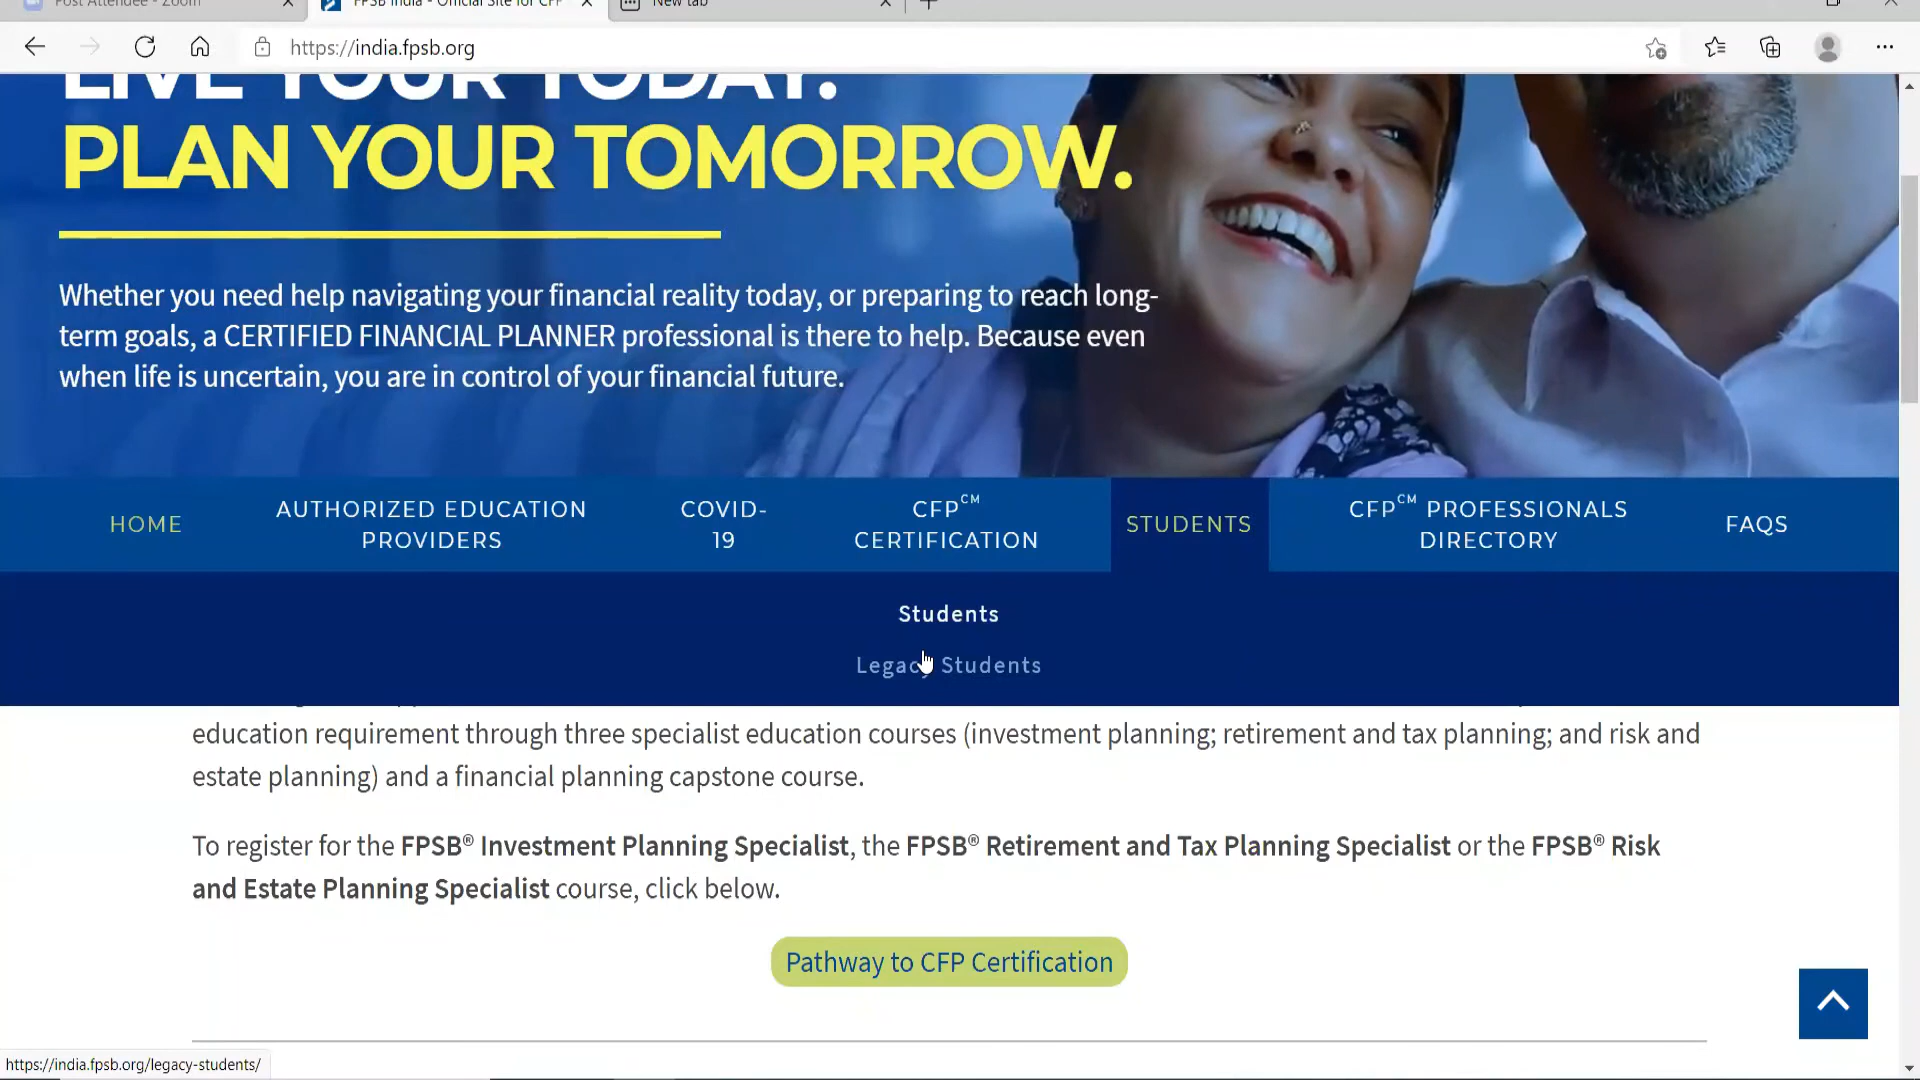 Post Attendee - Zoom
FPSB India - Official Site for CFP
New tab
https://india.fpsb.org
LIVE YOUR TODAY.
PLAN YOUR TOMORROW.
Whether you need help navigating your financial reality today, or preparing to reach long-
term goals, a CERTIFIED FINANCIAL PLANNER professional is there to help. Because even
when life is uncertain, you are in control of your financial future.
HOME
AUTHORIZED EDUCATION
PROVIDERS
COVID-
19
CFP^CM
CERTIFICATION
STUDENTS
CFP^CM PROFESSIONALS
DIRECTORY
FAQS
Students
Legacy Students
education requirement through three specialist education courses (investment planning; retirement and tax planning; and risk and
estate planning) and a financial planning capstone course.
To register for the FPSB® Investment Planning Specialist, the FPSB® Retirement and Tax Planning Specialist or the FPSB® Risk
and Estate Planning Specialist course, click below.
Pathway to CFP Certification
https://india.fpsb.org/legacy-students/